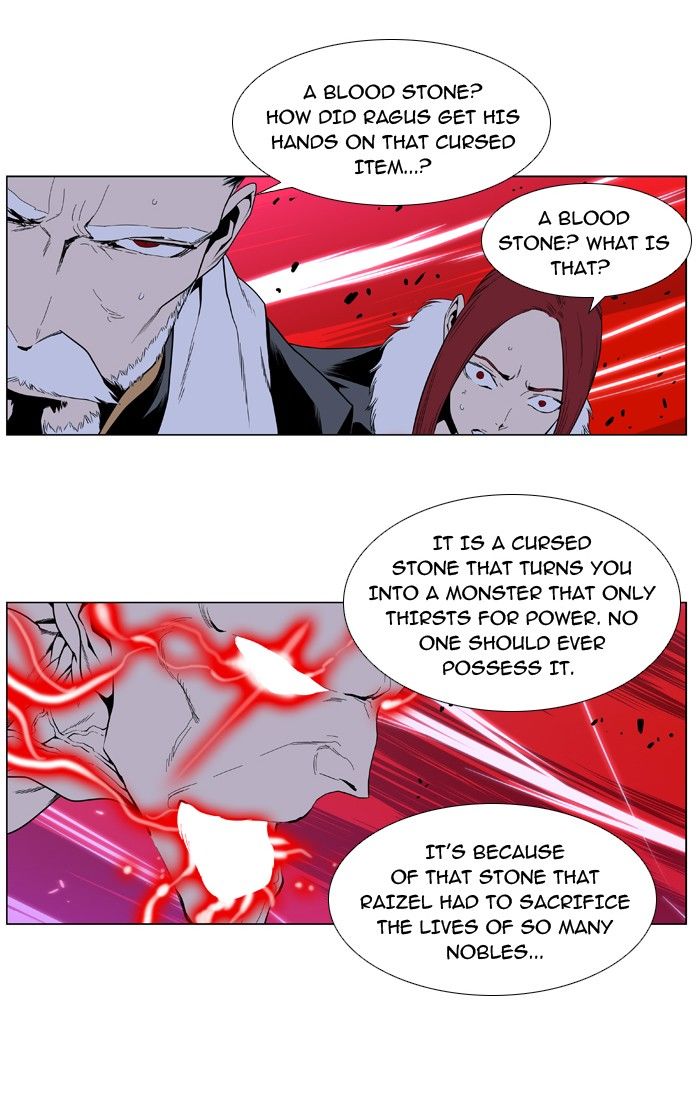 A BLOOD STONE?
HOW DID RAGUS GET HIS
HANDS ON THAT CURSED
ITEM...?
A BLOOD
STONE? WHAT IS
THAT?
IT IS A CURSED
STONE THAT TURNS YOU
INTO A MONSTER THAT ONLY
THIRSTS FOR POWER. NO
ONE SHOULD EVER
POSSESS IT.
IT'S BECAUSE
OF THAT STONE THAT
RAIZEL HAD TO SACRIFICE
THE LIVES OF SO MANY
NOBLES...